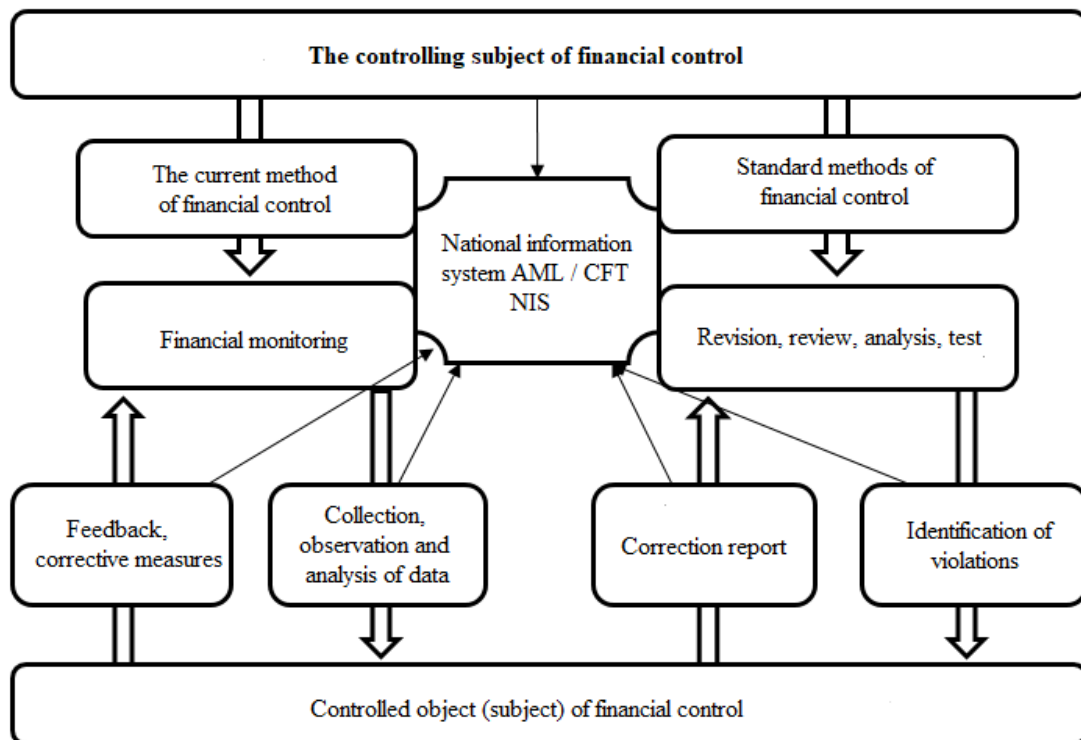 The controlling subject of financial control
The current method
of financial control
Standard methods of
financial control
National information
system AML / CFT
NIS
Financial monitoring
Revision, review, analysis, test
Feedback,
corrective measures
Collection,
observation and
analysis of data
Correction report
Identification of
violations
Controlled object (subject) of financial control